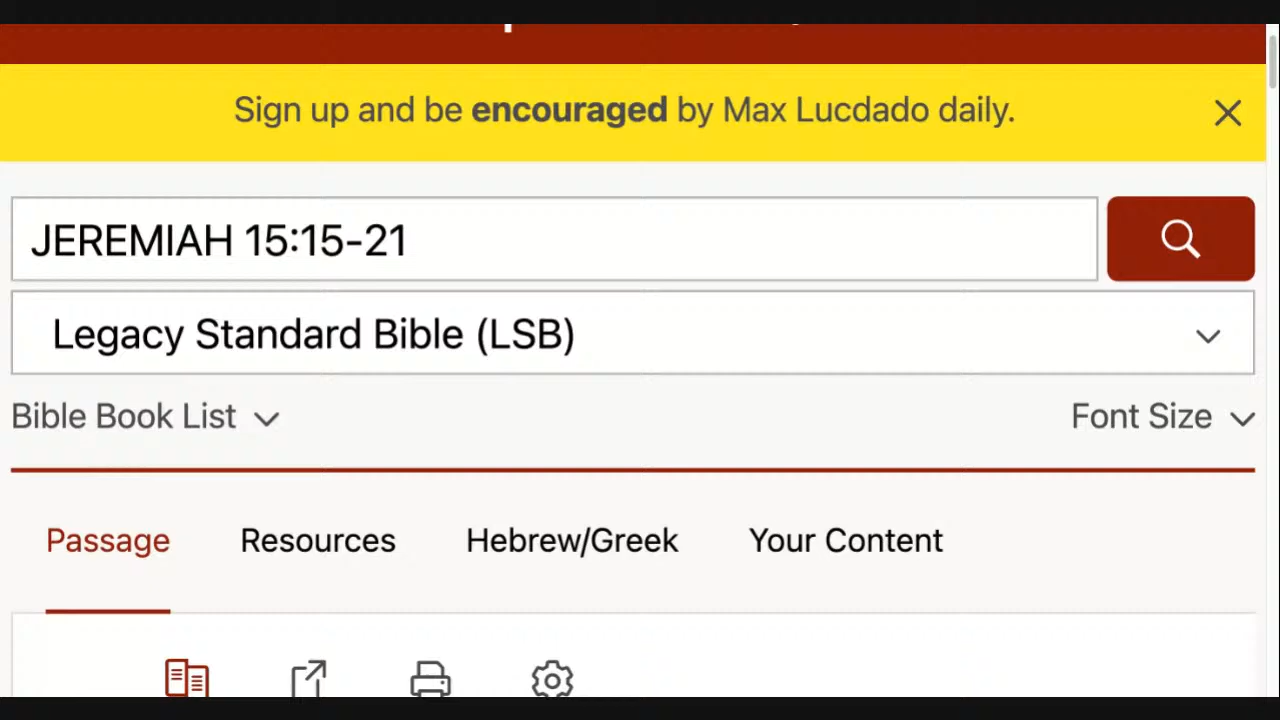 Sign up and be encouraged by Max Lucdado daily.
JEREMIAH 15:15-21
Legacy Standard Bible (LSB)
Bible Book List
Font Size
Passage
Resources
Hebrew/Greek
Your Content